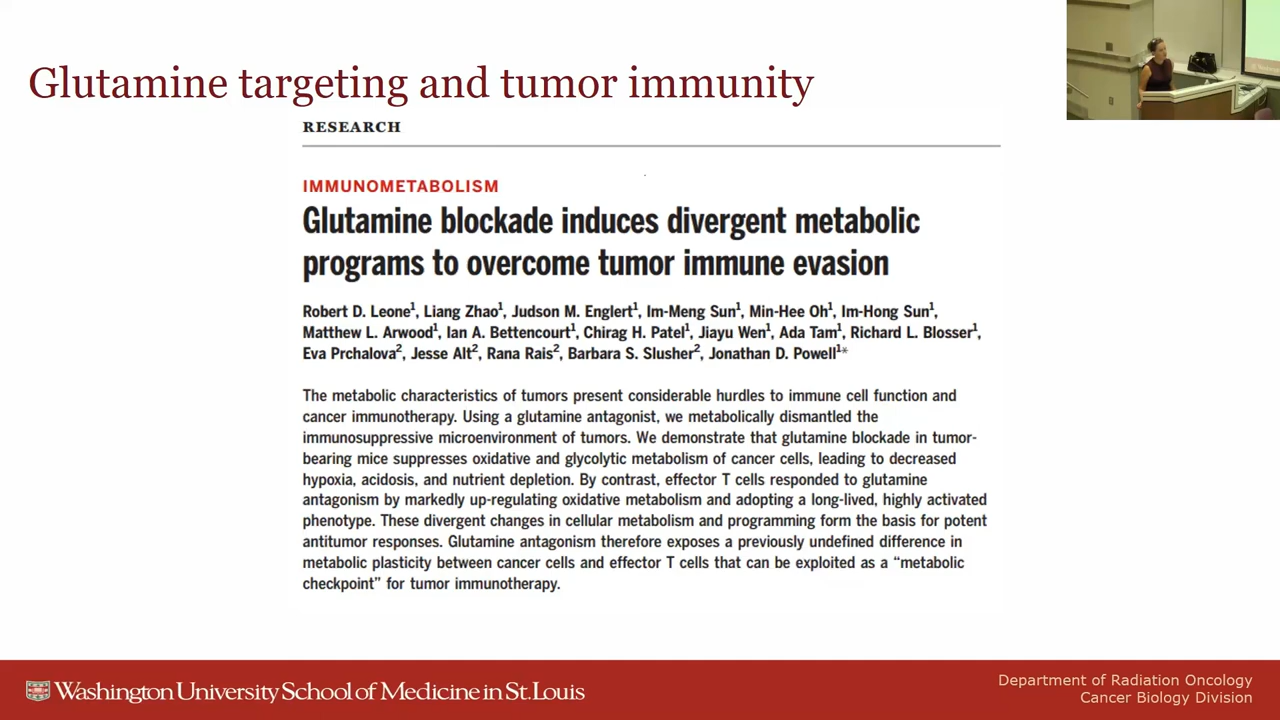 Glutamine targeting and tumor immunity
RESEARCH
IMMUNOMETABOLISM
Glutamine blockade induces divergent metabolic
programs to overcome tumor immune evasion
Robert D. Leone¹, Liang Zhao¹, Judson M. Englert¹, Im-Meng Sun¹, Min-Hee Oh¹, Im-Hong Sun¹,
Matthew L. Arwood¹, Ian A. Bettencourt¹, Chirag H. Patel¹, Jiayu Wen¹, Ada Tam¹, Richard L. Blosser¹,
Eva Prchalova², Jesse Alt², Rana Rais², Barbara S. Slusher², Jonathan D. Powell¹*
The metabolic characteristics of tumors present considerable hurdles to immune cell function and
cancer immunotherapy. Using a glutamine antagonist, we metabolically dismantled the
immunosuppressive microenvironment of tumors. We demonstrate that glutamine blockade in tumor-
bearing mice suppresses oxidative and glycolytic metabolism of cancer cells, leading to decreased
hypoxia, acidosis, and nutrient depletion. By contrast, effector T cells responded to glutamine
antagonism by markedly up-regulating oxidative metabolism and adopting a long-lived, highly activated
phenotype. These divergent changes in cellular metabolism and programming form the basis for potent
antitumor responses. Glutamine antagonism therefore exposes a previously undefined difference in
metabolic plasticity between cancer cells and effector T cells that can be exploited as a “metabolic
checkpoint” for tumor immunotherapy.
Washington University School of Medicine in St. Louis
Department of Radiation Oncology
Cancer Biology Division